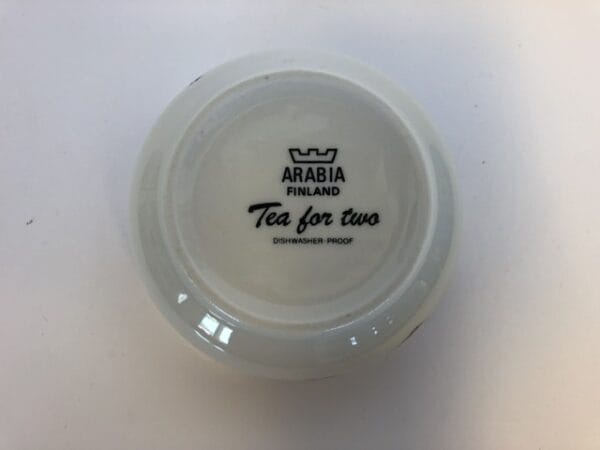 ARABIA
FINLAND
Tea for two
DISHWASHER-PROOF